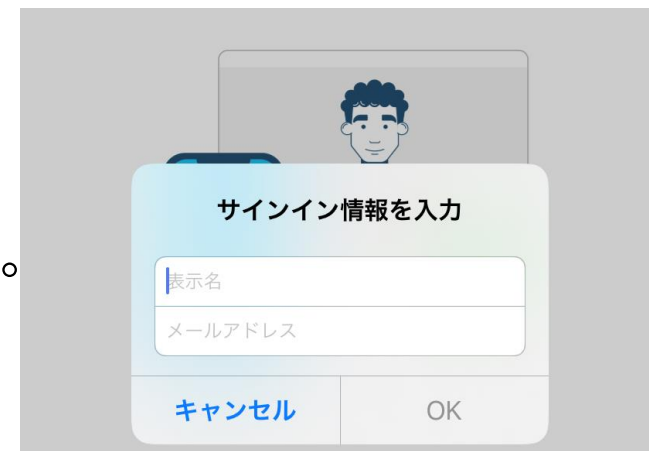 サインイン情報を入力
。
表示名
メールアドレス
キャンセル OK